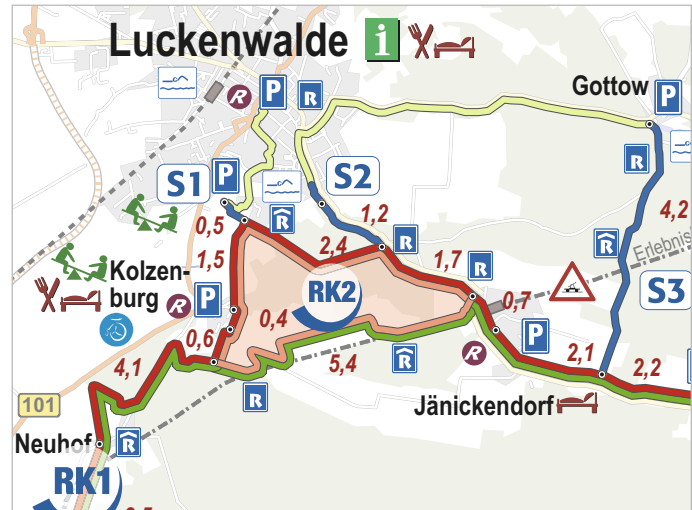 Luckenwalde i
R P R
Gottow P
S1 P
S2
R
R
0,5
1,2
4,2
R
R
1,5
2,4
R
1,7
R
Erlebnis
Kolzen-
burg
R P
RK2
0,7
S3
0,4
0,6
P
4,1
5,4
R
R
2,1
2,2
101
R
Jänickendorf
Neuhof R
RK1